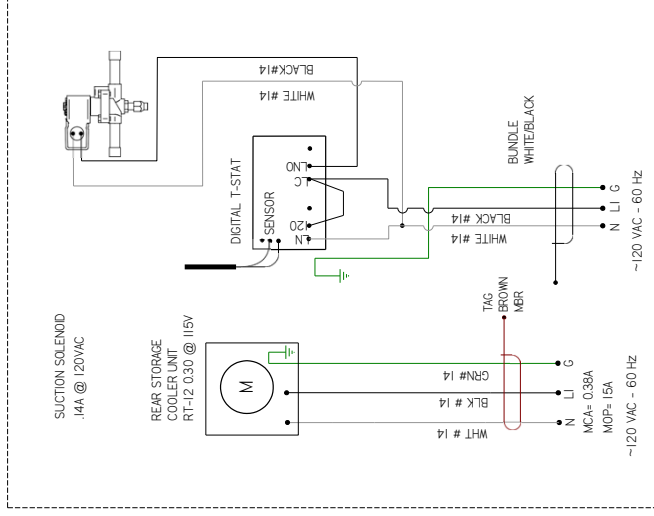 SUCTION SOLENOID
.14A @ 120VAC
BLACK#14
WHITE #14
DIGITAL T-STAT
SENSOR
LN
120
LC
LNO
WHITE #14
BLACK #14
BUNDLE
WHITE/BLACK
N
L1
G
~120 VAC - 60 Hz
REAR STORAGE
COOLER UNIT
RT-12 0.30 @ 115V
M
WHT # 14
BLK # 14
GRN# 14
TAG
BROWN
MBR
N
L1
G
MCA= 0.38A
MOP= 15A
~120 VAC - 60 Hz